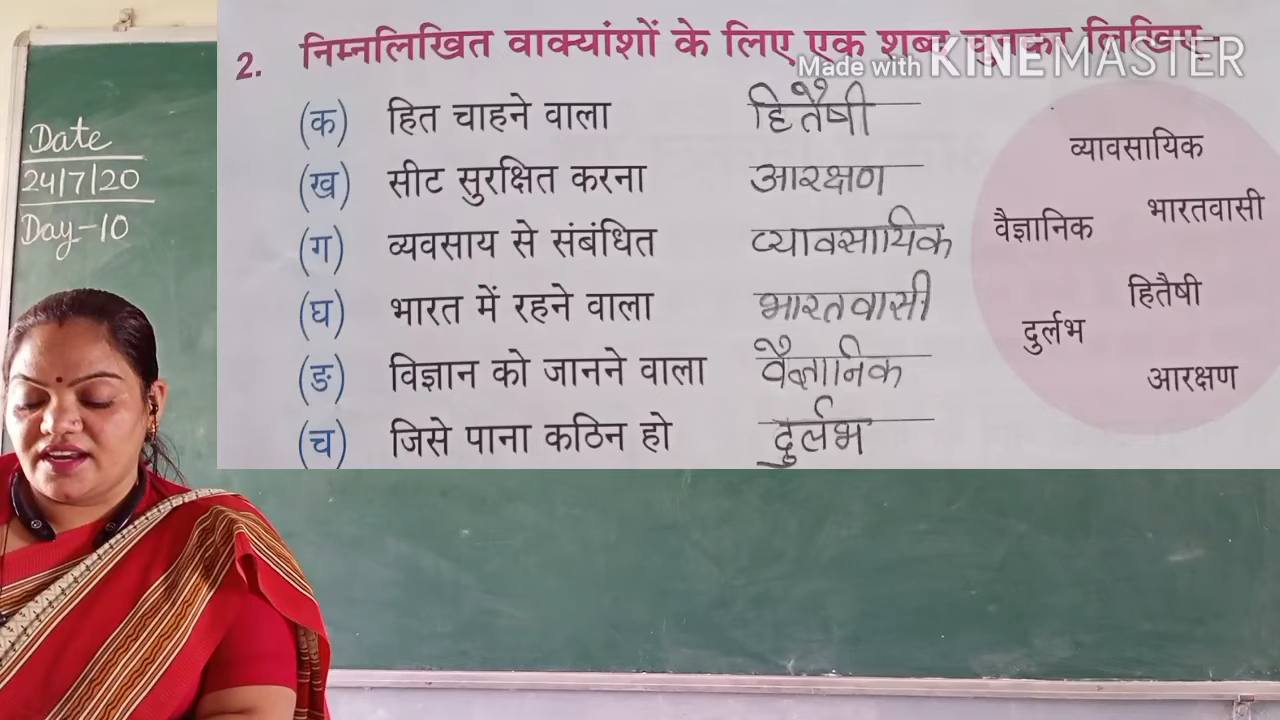 Date
24/7/20
Day-10
2. निम्नलिखित वाक्यांशों के लिए एक शब्द चुनकर लिखिए-
Made with KINEMASTER
(क) हित चाहने वाला हितैषी
(ख) सीट सुरक्षित करना आरक्षण
(ग) व्यवसाय से संबंधित व्यावसायिक
(घ) भारत में रहने वाला भारतवासी
(ङ) विज्ञान को जानने वाला वैज्ञानिक
(च) जिसे पाना कठिन हो दुर्लभ
व्यावसायिक
भारतवासी
वैज्ञानिक
हितैषी
दुर्लभ
आरक्षण